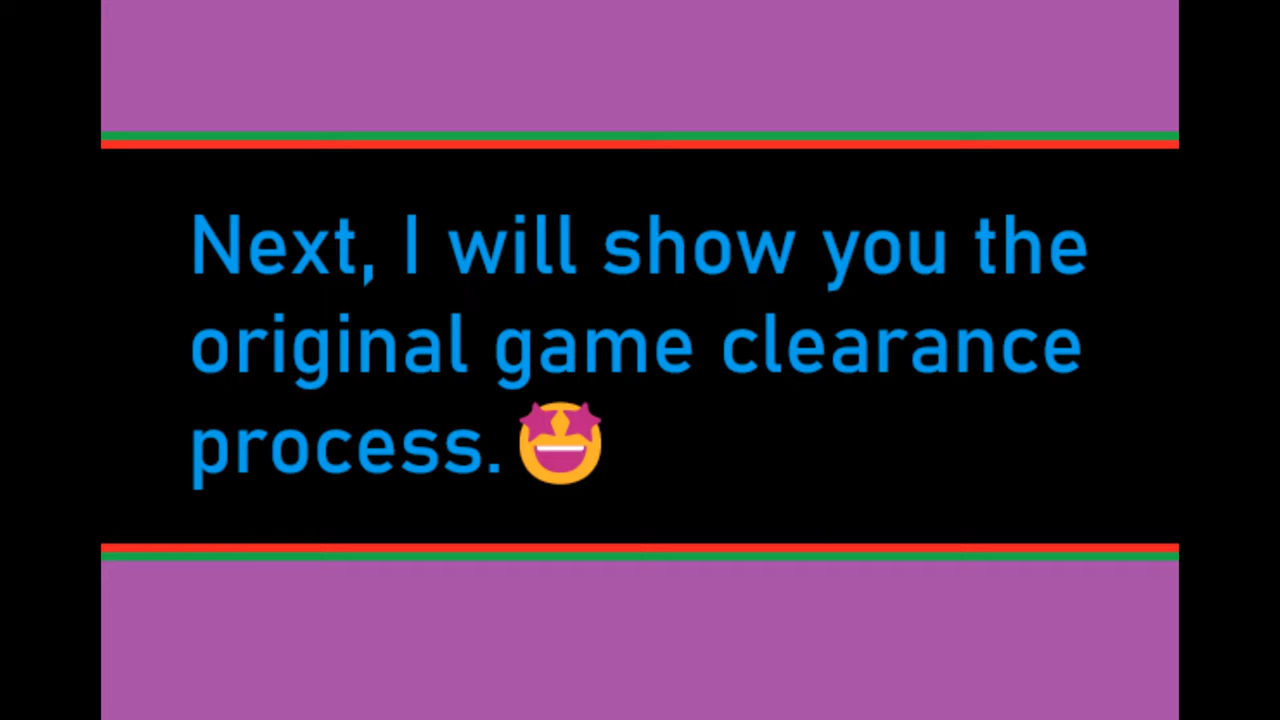 Next, I will show you the
original game clearance
process.🤩